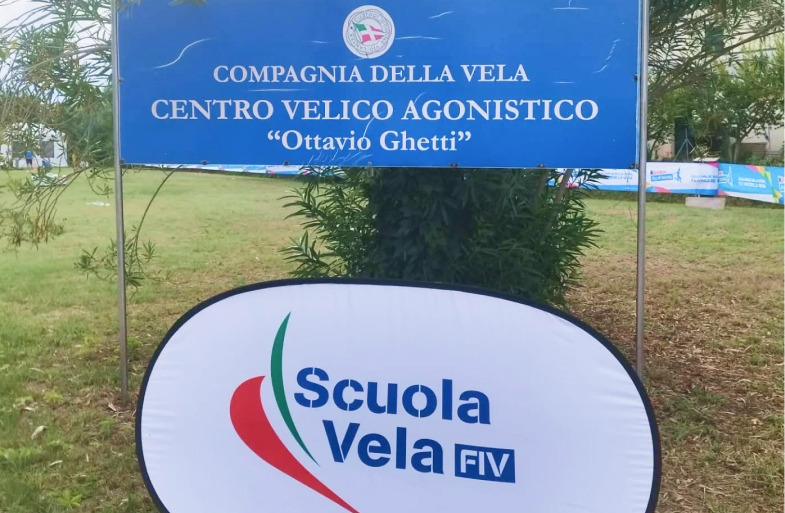 COMPAGNIA DELLA VELA
CENTRO VELICO AGONISTICO
“Ottavio Ghetti”
Scuola
Vela FIV